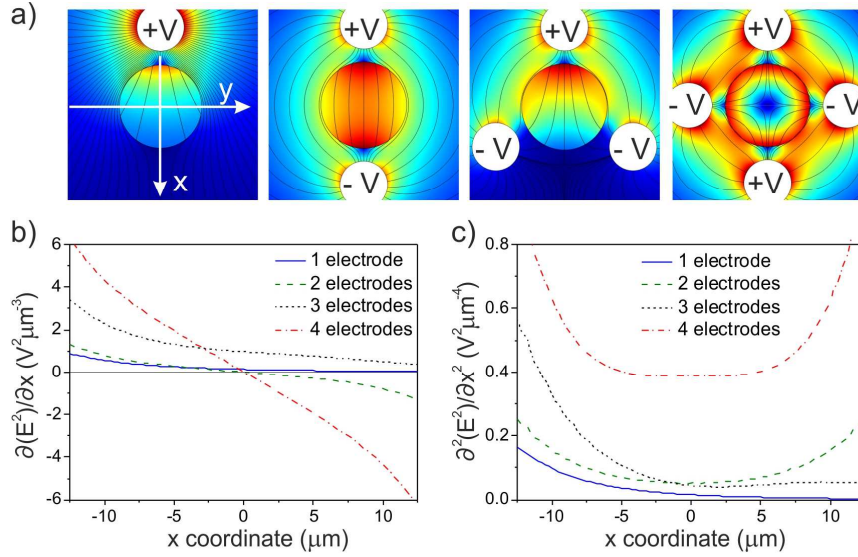 a)
+V
y
x
+V
- V
+V
- V
- V
+V
- V
- V
+V
b)
∂(E²)/∂x (V²μm⁻³)
6
4
2
0
-2
-4
-6
1 electrode
2 electrodes
3 electrodes
4 electrodes
-10
-5
0
5
10
x coordinate (μm)
c)
∂²(E²)/∂x² (V²μm⁻⁴)
0.8
0.6
0.4
0.2
0.0
1 electrode
2 electrodes
3 electrodes
4 electrodes
-10
-5
0
5
10
x coordinate (μm)